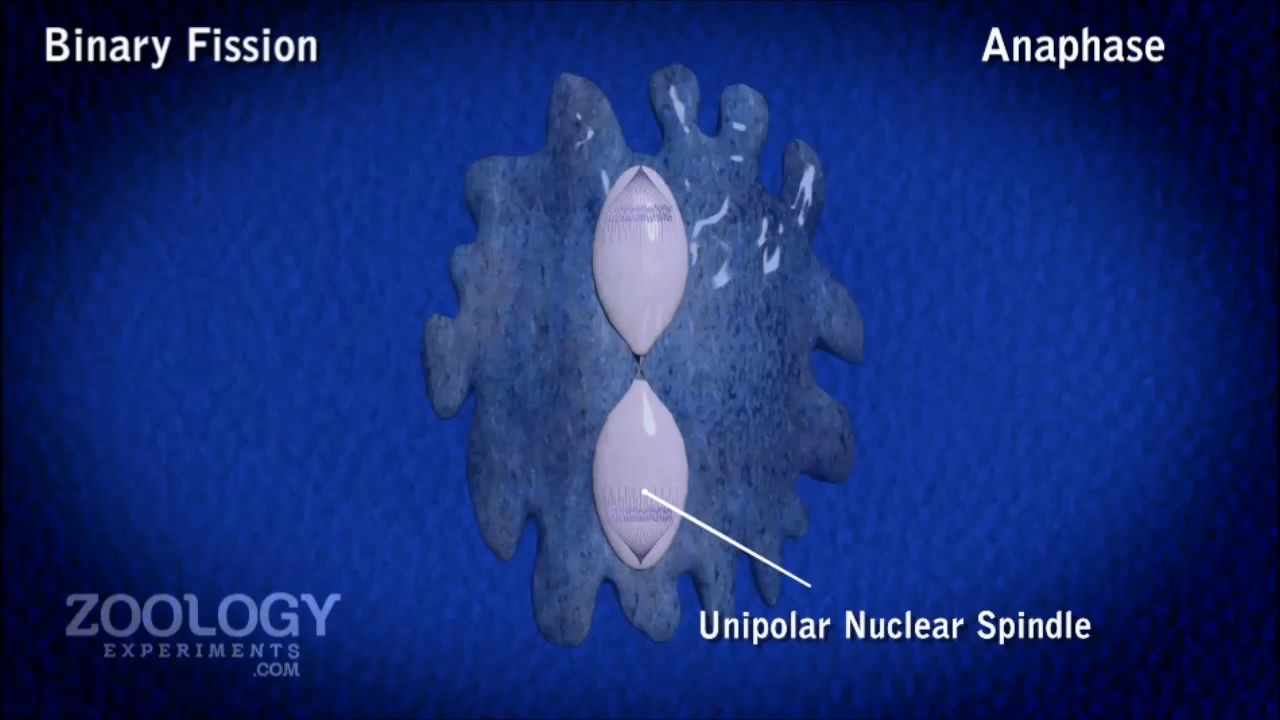 Binary Fission
Anaphase
Unipolar Nuclear Spindle
ZOOLOGY
EXPERIMENTS
.COM